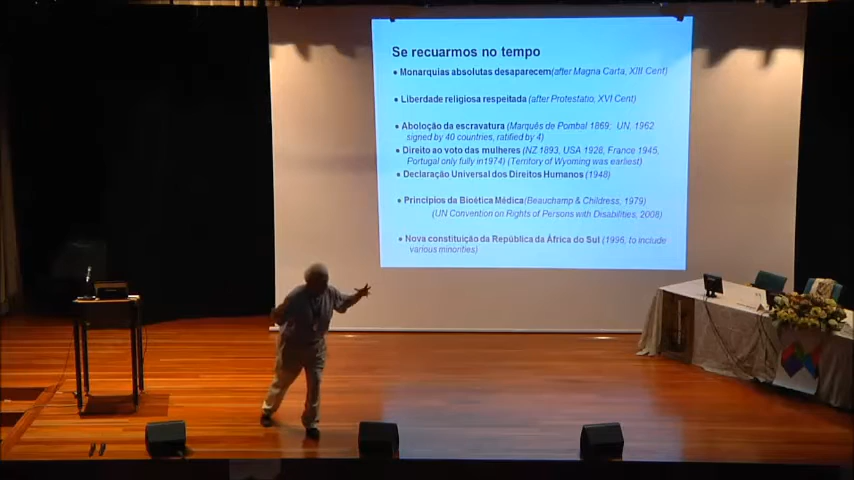 Se recuarmos no tempo
• Monarquias absolutas desaparecem(after Magna Carta, XIII Cent)
• Liberdade religiosa respeitada (after Protestatio, XVI Cent)
• Abolção da escravatura (Marquês de Pombal 1869; UN, 1962
signed by 40 countries, ratified by 4)
• Direito ao voto das mulheres (NZ 1893, USA 1928, France 1945,
Portugal only fully in 1974) (Territory of Wyoming was earliest)
• Declaração Universal dos Direitos Humanos (1948)
• Princípios da Bioética Médica(Beauchamp & Childress, 1979)
(UN Convention on Rights of Persons with Disabilities, 2008)
• Nova constituição da República da África do Sul (1996, to include
various minorities)